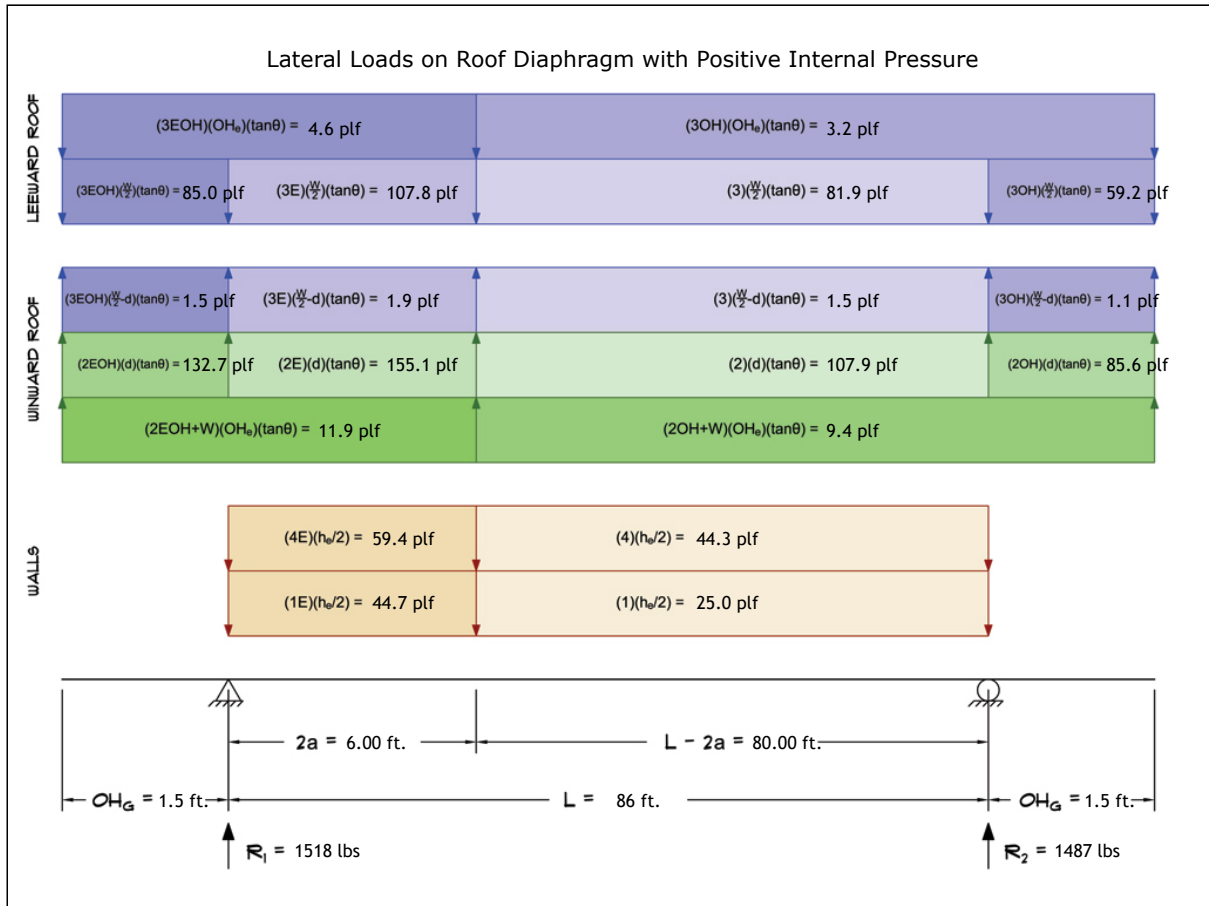 Lateral Loads on Roof Diaphragm with Positive Internal Pressure
LEEWARD ROOF
(3EOH)(OHₑ)(tanθ) = 4.6 plf
(3OH)(OHₑ)(tanθ) = 3.2 plf
(3EOH)(W/2)(tanθ) = 85.0 plf
(3E)(W/2)(tanθ) = 107.8 plf
(3)(W/2)(tanθ) = 81.9 plf
(3OH)(W/2)(tanθ) = 59.2 plf
WINWARD ROOF
(3EOH)(W/2-d)(tanθ) = 1.5 plf
(3E)(W/2-d)(tanθ) = 1.9 plf
(3)(W/2-d)(tanθ) = 1.5 plf
(3OH)(W/2-d)(tanθ) = 1.1 plf
(2EOH)(d)(tanθ) = 132.7 plf
(2E)(d)(tanθ) = 155.1 plf
(2)(d)(tanθ) = 107.9 plf
(2OH)(d)(tanθ) = 85.6 plf
(2EOH+W)(OHₑ)(tanθ) = 11.9 plf
(2OH+W)(OHₑ)(tanθ) = 9.4 plf
WALLS
(4E)(hₑ/2) = 59.4 plf
(4)(hₑ/2) = 44.3 plf
(1E)(hₑ/2) = 44.7 plf
(1)(hₑ/2) = 25.0 plf
2a = 6.00 ft.
L - 2a = 80.00 ft.
OH_G = 1.5 ft.
L = 86 ft.
OH_G = 1.5 ft.
R₁ = 1518 lbs
R₂ = 1487 lbs